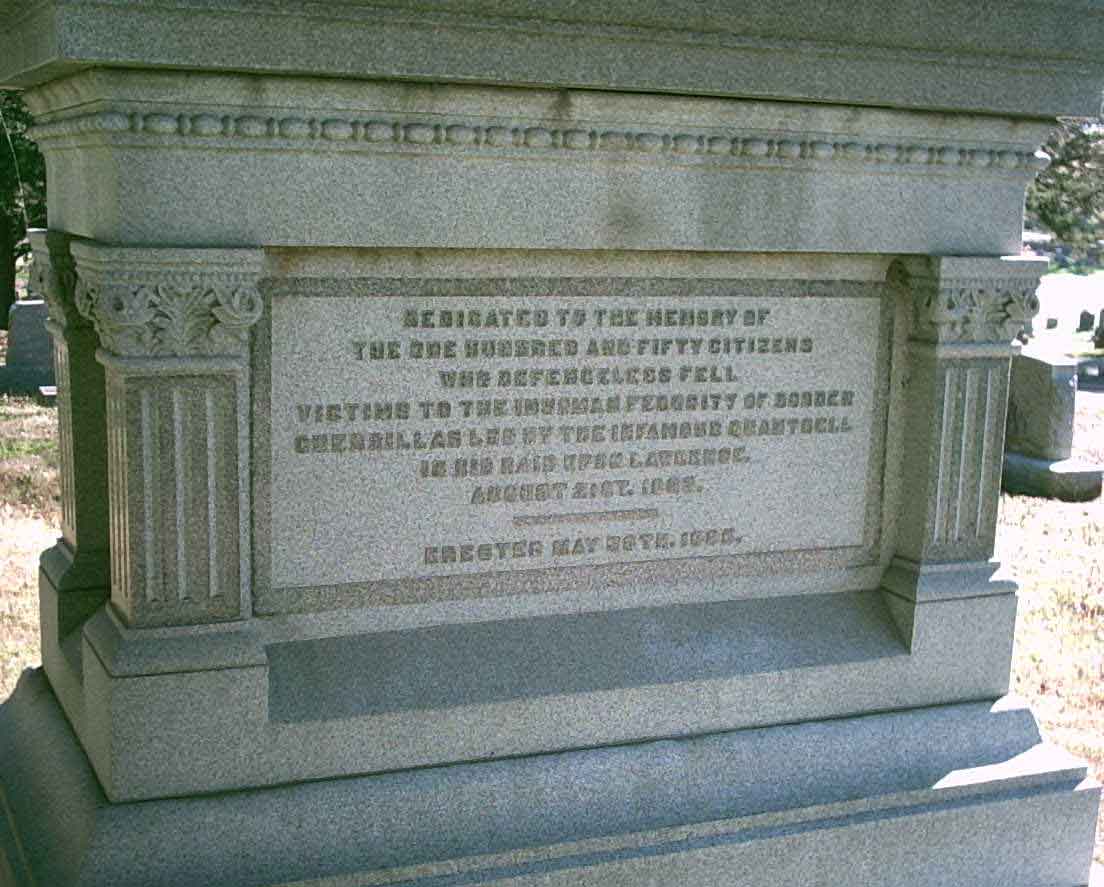 DEDICATED TO THE MEMORY OF
THE ONE HUNDRED AND FIFTY CITIZENS
WHO DEFENCELESS FELL
VICTIMS TO THE INHUMAN FEROCITY OF BORDER
GUERRILLAS LED BY THE INFAMOUS QUANTRELL
IN HIS RAID UPON LAWRENCE.
AUGUST 21ST. 1863.
ERECTED MAY 30TH. 1895.